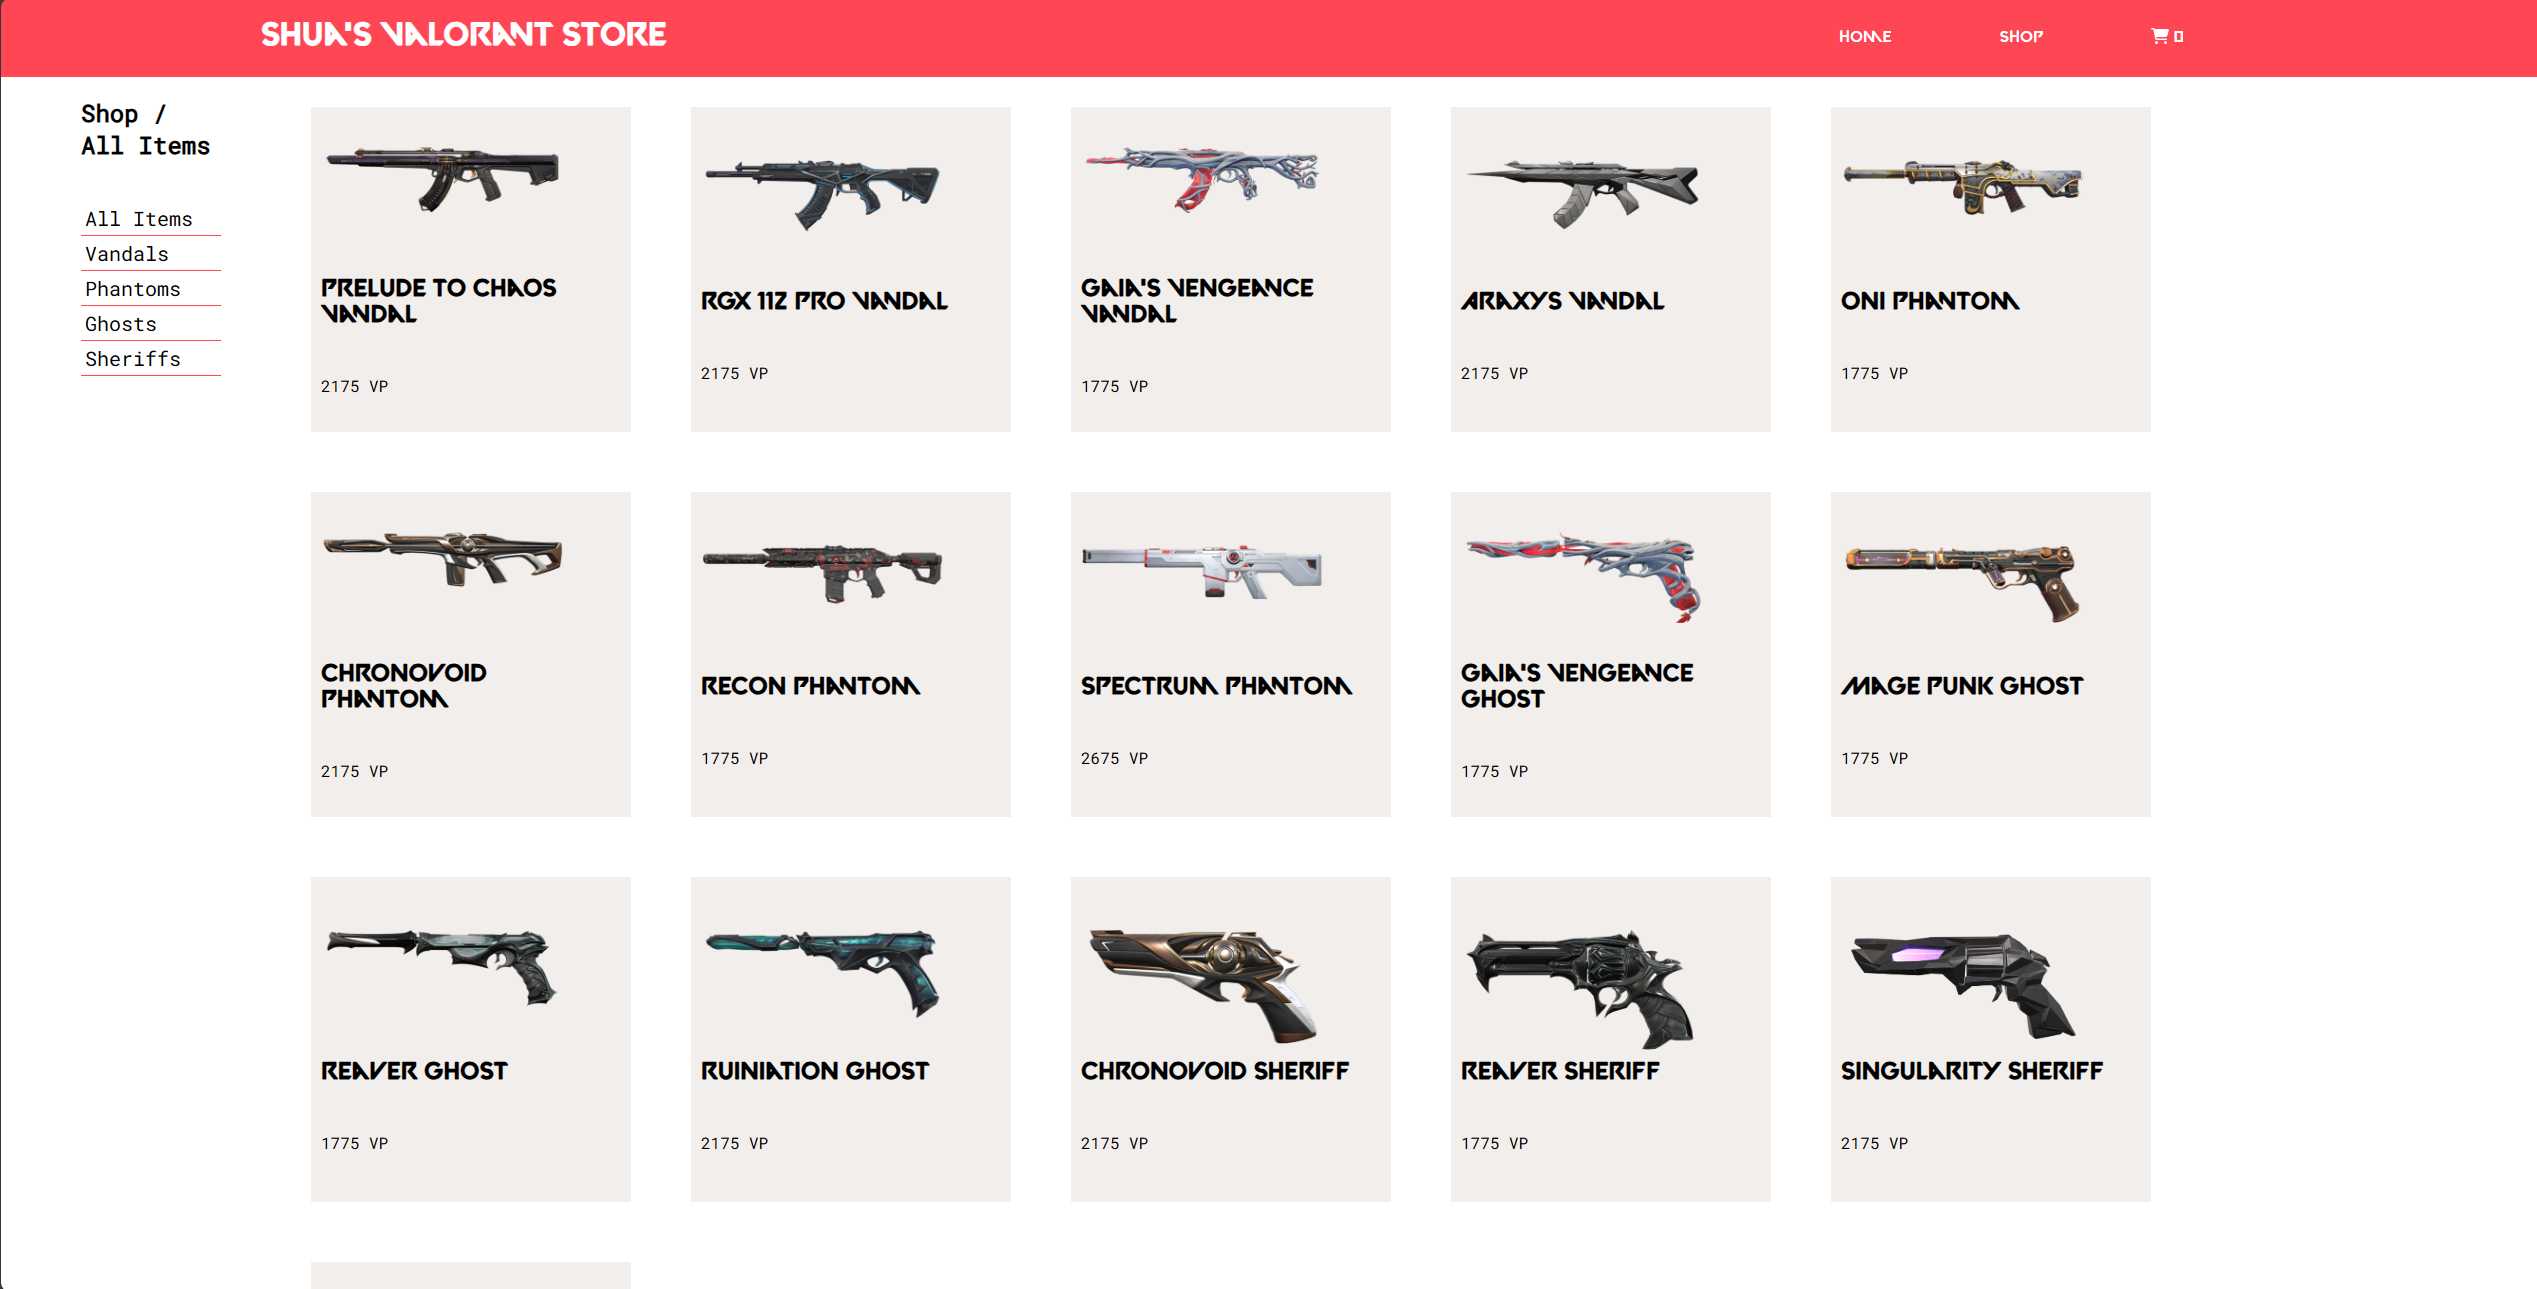 SHUA'S VALORANT STORE
HOME
SHOP
0
Shop /
All Items
All Items
Vandals
Phantoms
Ghosts
Sheriffs
PRELUDE TO CHAOS
VANDAL
2175 VP
RGX 11Z PRO VANDAL
2175 VP
GAIA'S VENGEANCE
VANDAL
1775 VP
ARAXYS VANDAL
2175 VP
ONI PHANTOM
1775 VP
CHRONOVOID
PHANTOM
2175 VP
RECON PHANTOM
1775 VP
SPECTRUM PHANTOM
2675 VP
GAIA'S VENGEANCE
GHOST
1775 VP
MAGE PUNK GHOST
1775 VP
REAVER GHOST
1775 VP
RUINIATION GHOST
2175 VP
CHRONOVOID SHERIFF
2175 VP
REAVER SHERIFF
1775 VP
SINGULARITY SHERIFF
2175 VP